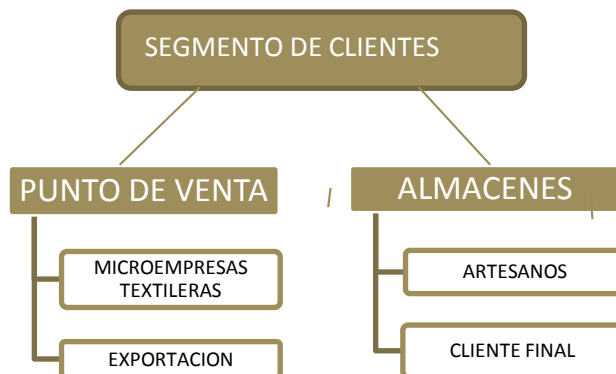 SEGMENTO DE CLIENTES
PUNTO DE VENTA
MICROEMPRESAS
TEXTILERAS
EXPORTACION
ALMACENES
ARTESANOS
CLIENTE FINAL